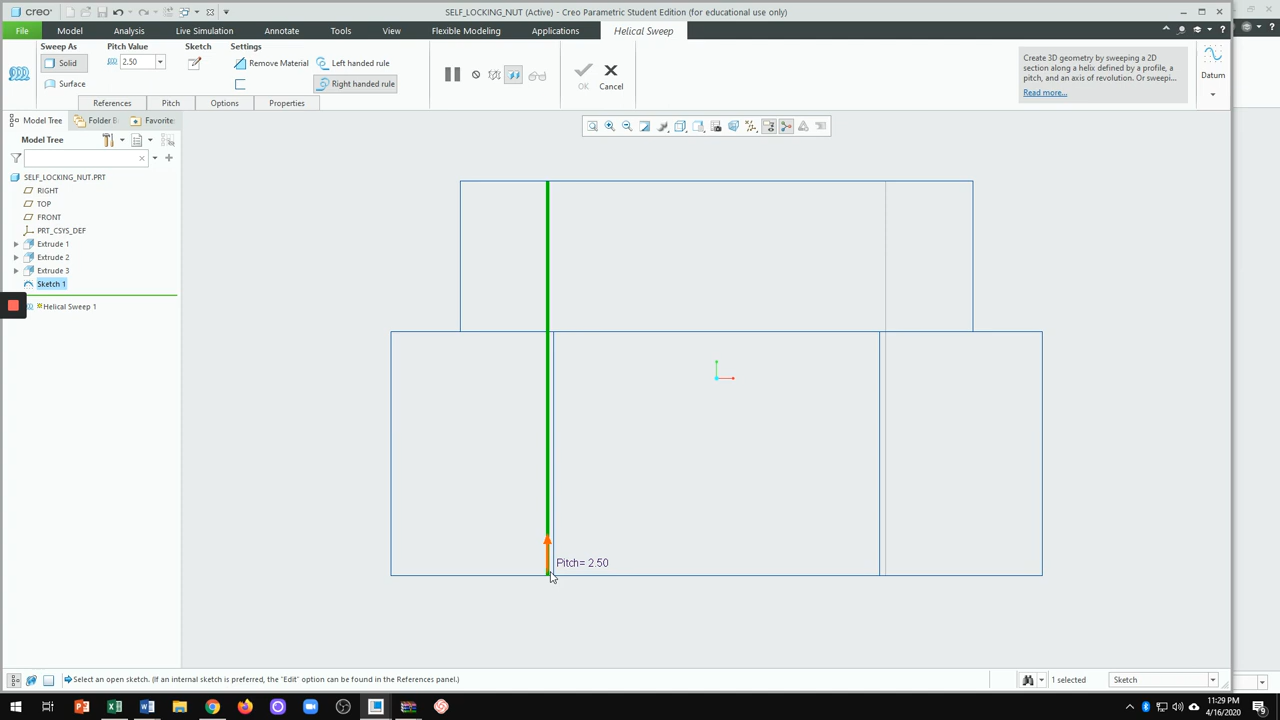 creo
SELF_LOCKING_NUT (Active) - Creo Parametric Student Edition (for educational use only)
File Model Analysis Live Simulation Annotate Tools View Flexible Modeling Applications Helical Sweep
Sweep As Pitch Value Sketch Settings
Solid 2.50 Remove Material Left handed rule
Surface Right handed rule
OK Cancel
Create 3D geometry by sweeping a 2D
section along a helix defined by a profile, a
pitch, and an axis of revolution. Or sweepi...
Read more...
Datum
References Pitch Options Properties
Model Tree Folder B Favorite
Model Tree
SELF_LOCKING_NUT.PRT
RIGHT
TOP
FRONT
PRT_CSYS_DEF
Extrude 1
Extrude 2
Extrude 3
Sketch 1
Helical Sweep 1
Pitch= 2.50
Select an open sketch. (If an internal sketch is preferred, the "Edit" option can be found in the References panel.)
1 selected
Sketch
11:29 PM
4/16/2020